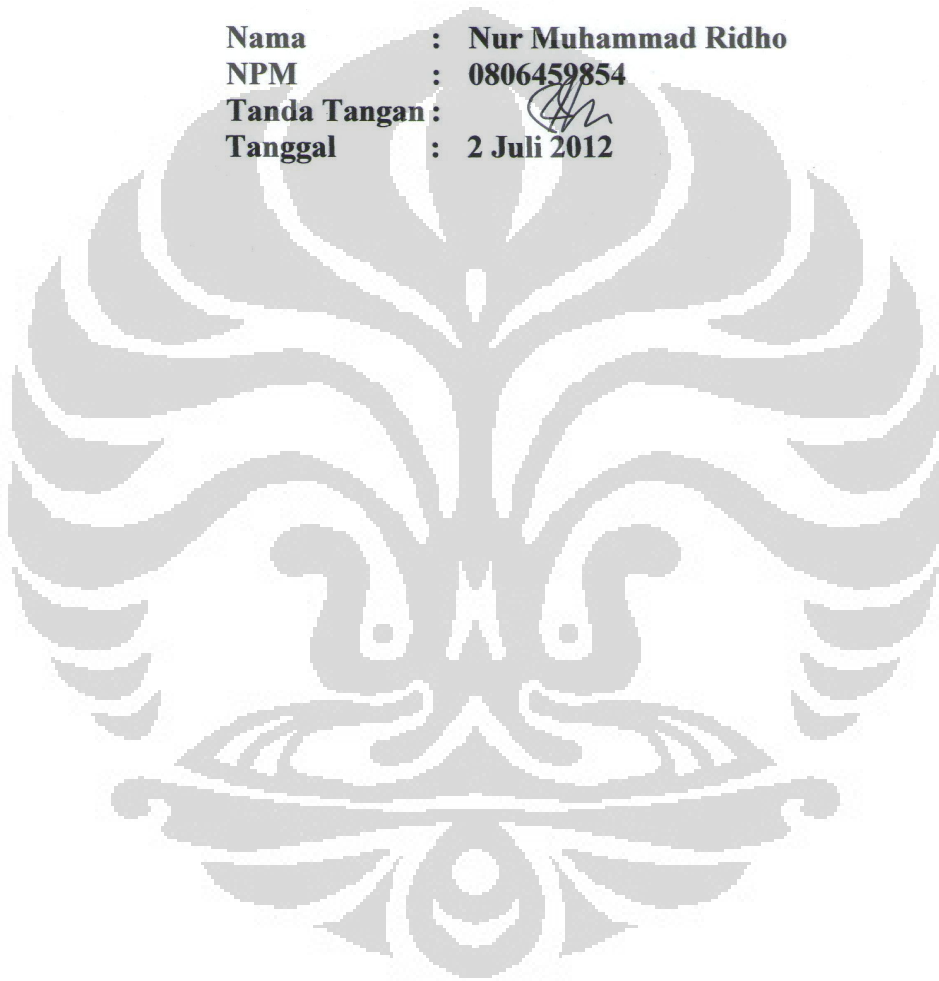 Nama : Nur Muhammad Ridho
NPM : 0806459854
Tanda Tangan :
Tanggal : 2 Juli 2012